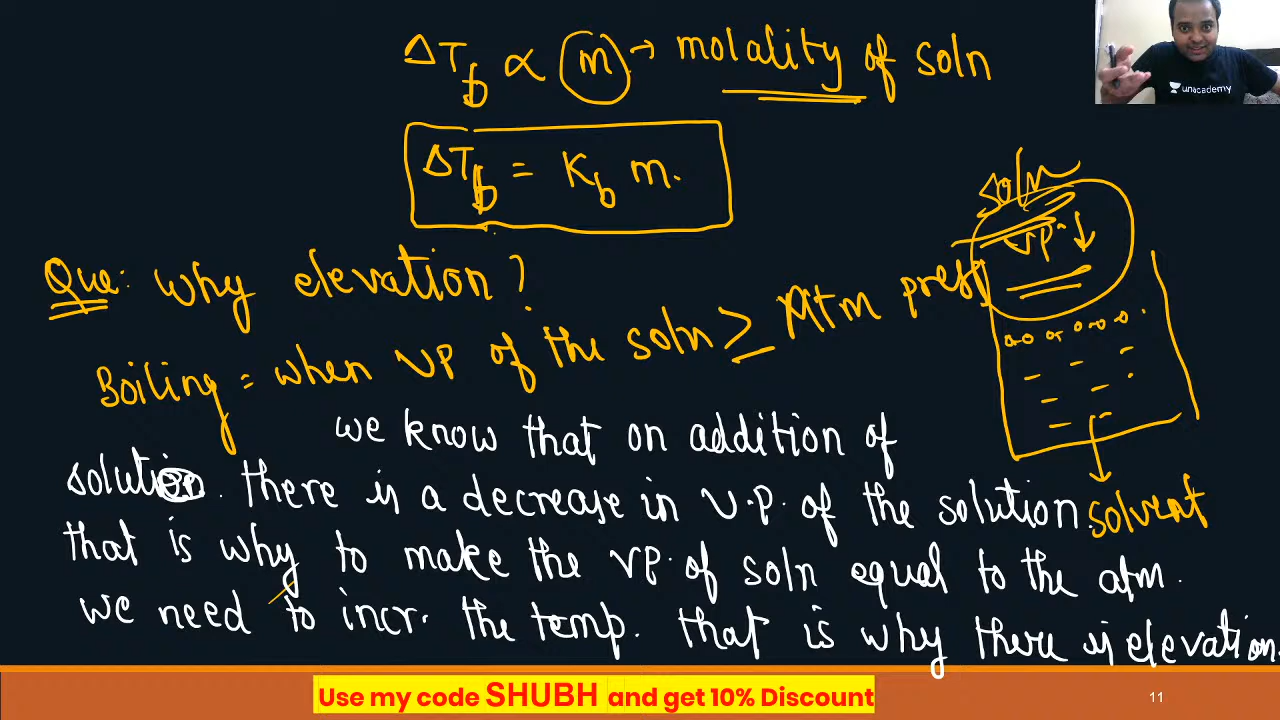 ΔT_b ∝ m → molality of soln
unacademy
ΔT_b = K_b m.
soln
VP ↓
Que: why elevation?
Boiling = when VP of the soln ≥ Atm press
we know that on addition of
solute. there is a decrease in V.P. of the solution.
solvent
that is why to make the VP. of soln equal to the atm.
we need to incr. the temp. that is why there is elevation.
Use my code SHUBH and get 10% Discount
11